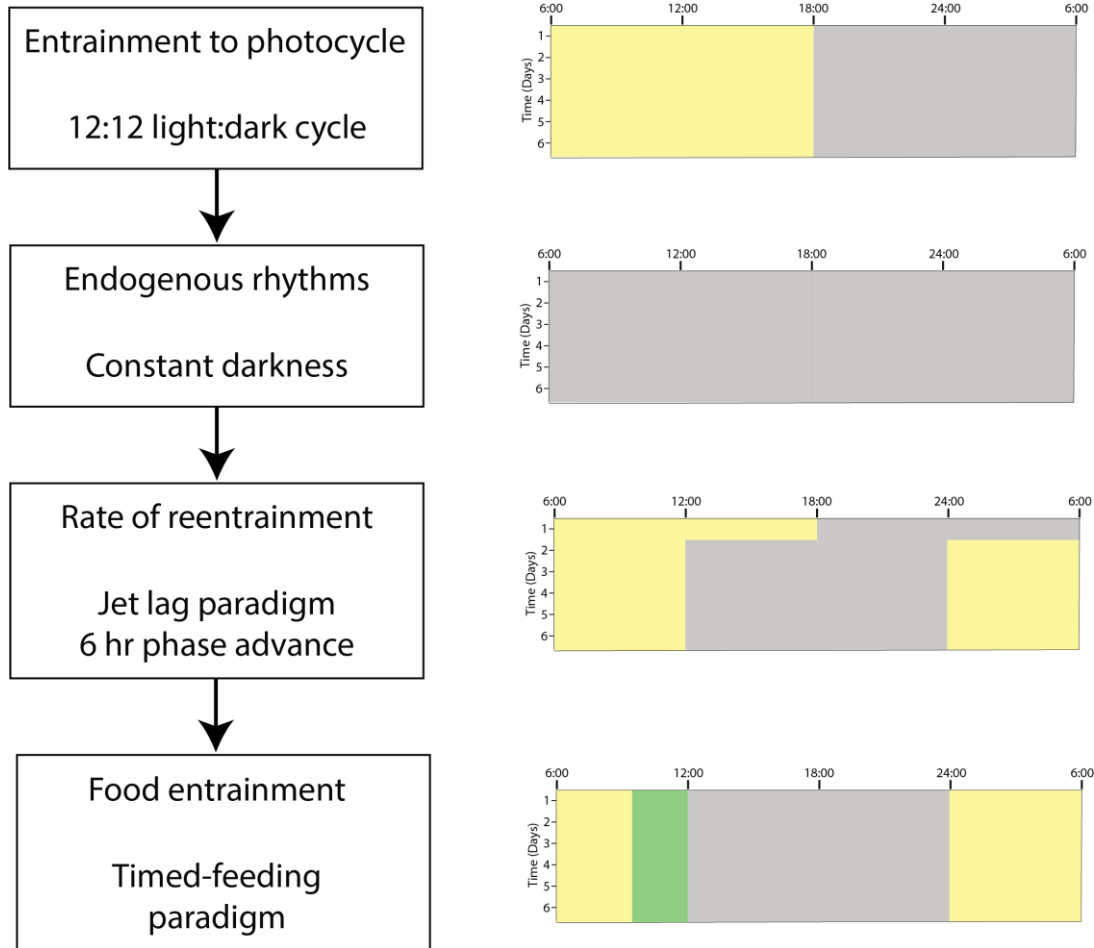 Entrainment to photocycle
12:12 light:dark cycle
6:00 12:00 18:00 24:00 6:00
Time (Days)
1
2
3
4
5
6
Endogenous rhythms
Constant darkness
6:00 12:00 18:00 24:00 6:00
Time (Days)
1
2
3
4
5
6
Rate of reentrainment
Jet lag paradigm
6 hr phase advance
6:00 12:00 18:00 24:00 6:00
Time (Days)
1
2
3
4
5
6
Food entrainment
Timed-feeding
paradigm
6:00 12:00 18:00 24:00 6:00
Time (Days)
1
2
3
4
5
6